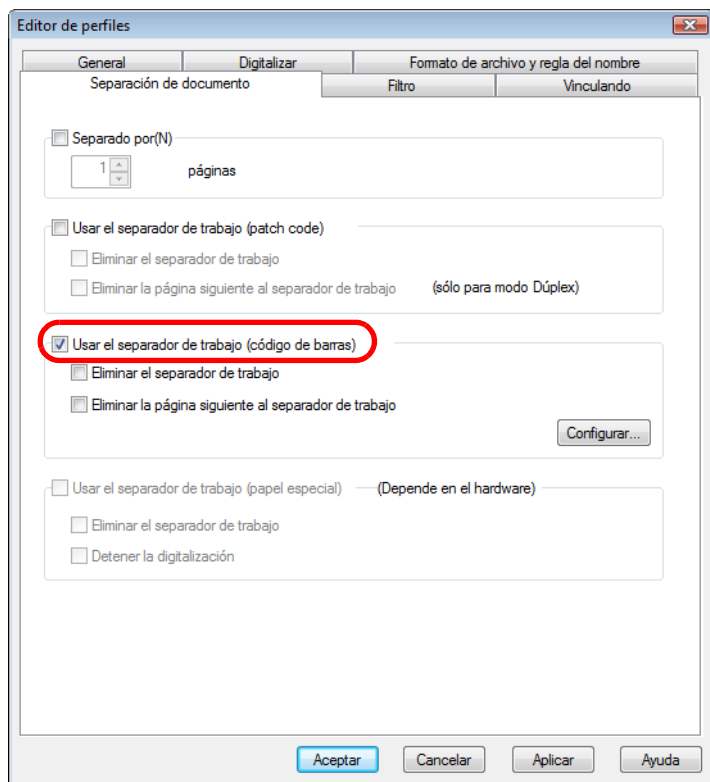 Editor de perfiles
General Digitalizar Formato de archivo y regla del nombre
Separación de documento Filtro Vinculando
Separado por(N)
1 páginas
Usar el separador de trabajo (patch code)
Eliminar el separador de trabajo
Eliminar la página siguiente al separador de trabajo (sólo para modo Dúplex)
Usar el separador de trabajo (código de barras)
Eliminar el separador de trabajo
Eliminar la página siguiente al separador de trabajo
Configurar...
Usar el separador de trabajo (papel especial) (Depende en el hardware)
Eliminar el separador de trabajo
Detener la digitalización
Aceptar Cancelar Aplicar Ayuda